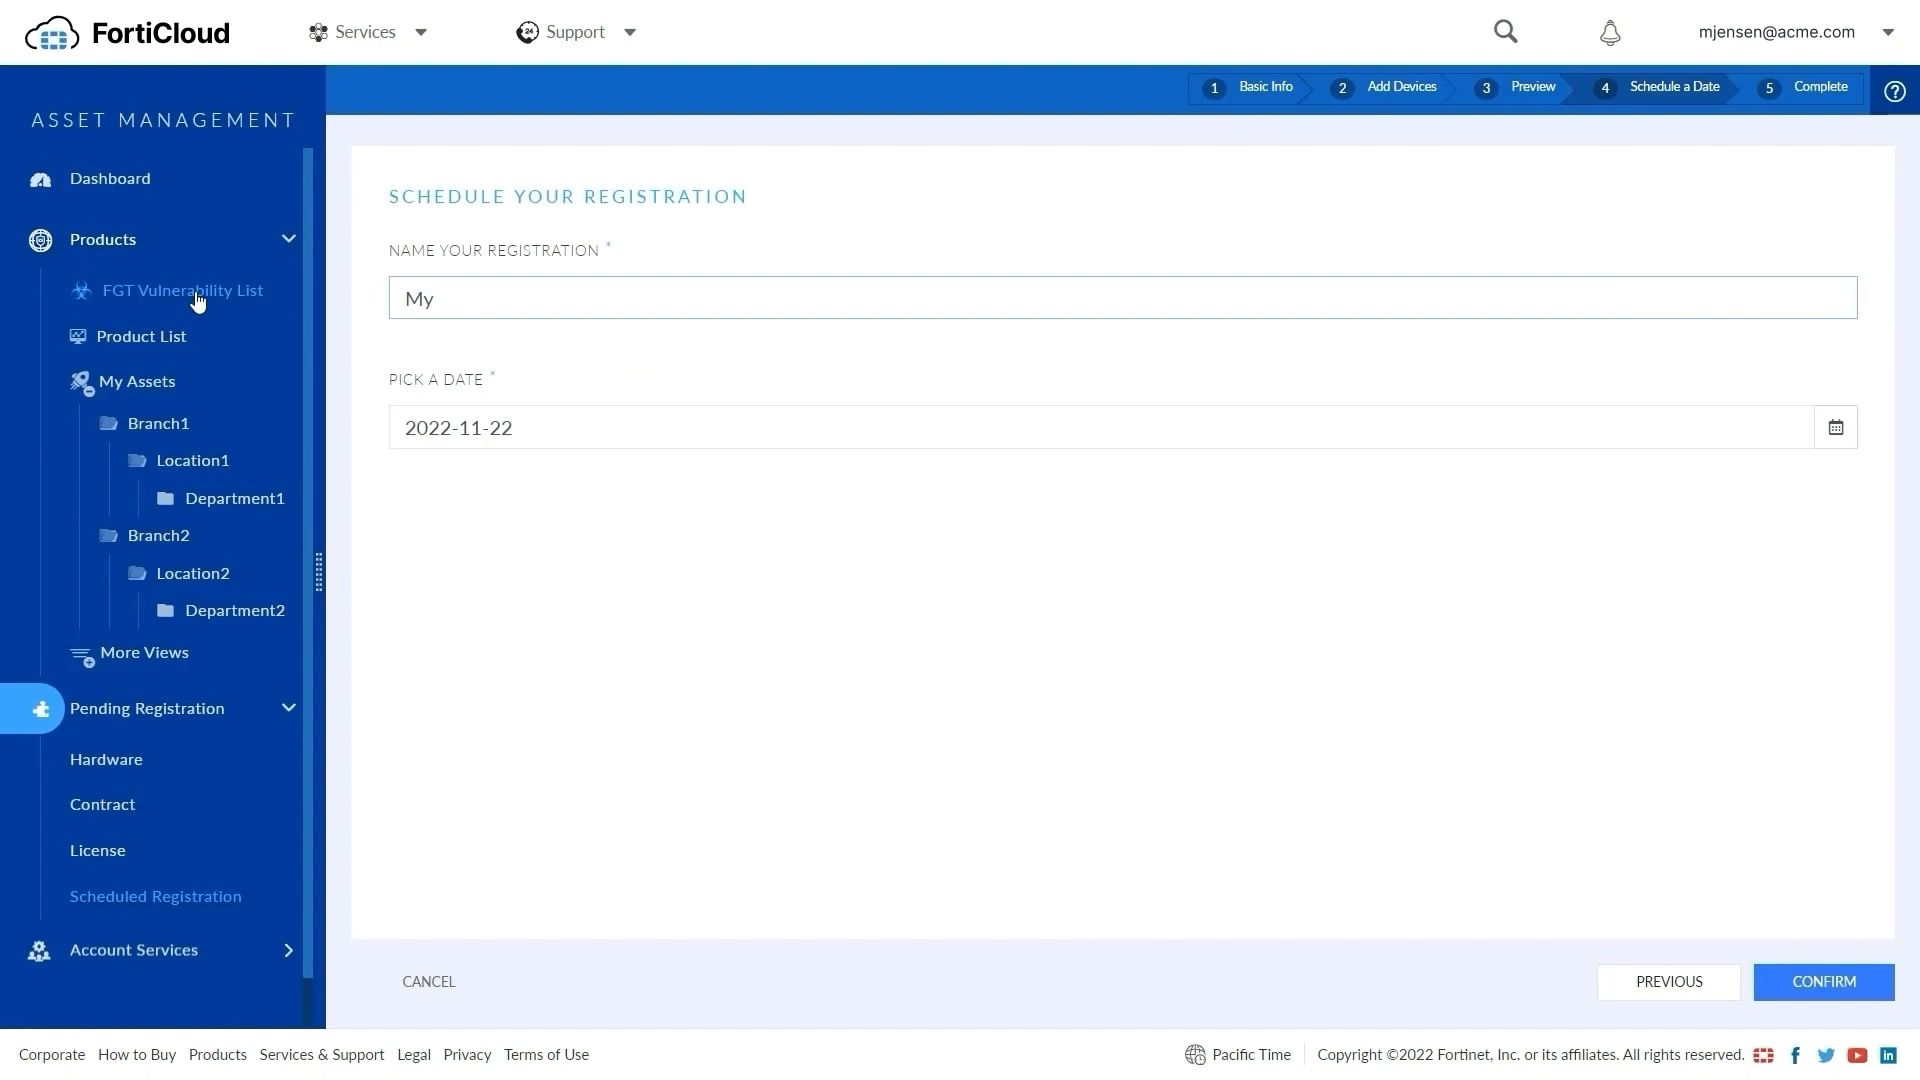 FortiCloud
Services
24
Support
mjensen@acme.com
1 Basic Info
2 Add Devices
3 Preview
4 Schedule a Date
5 Complete
?
ASSET MANAGEMENT
Dashboard
Products
FGT Vulnerability List
Product List
My Assets
Branch1
Location1
Department1
Branch2
Location2
Department2
More Views
Pending Registration
Hardware
Contract
License
Scheduled Registration
Account Services
SCHEDULE YOUR REGISTRATION
NAME YOUR REGISTRATION *
My
PICK A DATE *
2022-11-22
CANCEL
PREVIOUS
CONFIRM
Corporate How to Buy Products Services & Support Legal Privacy Terms of Use
Pacific Time
Copyright ©2022 Fortinet, Inc. or its affiliates. All rights reserved.